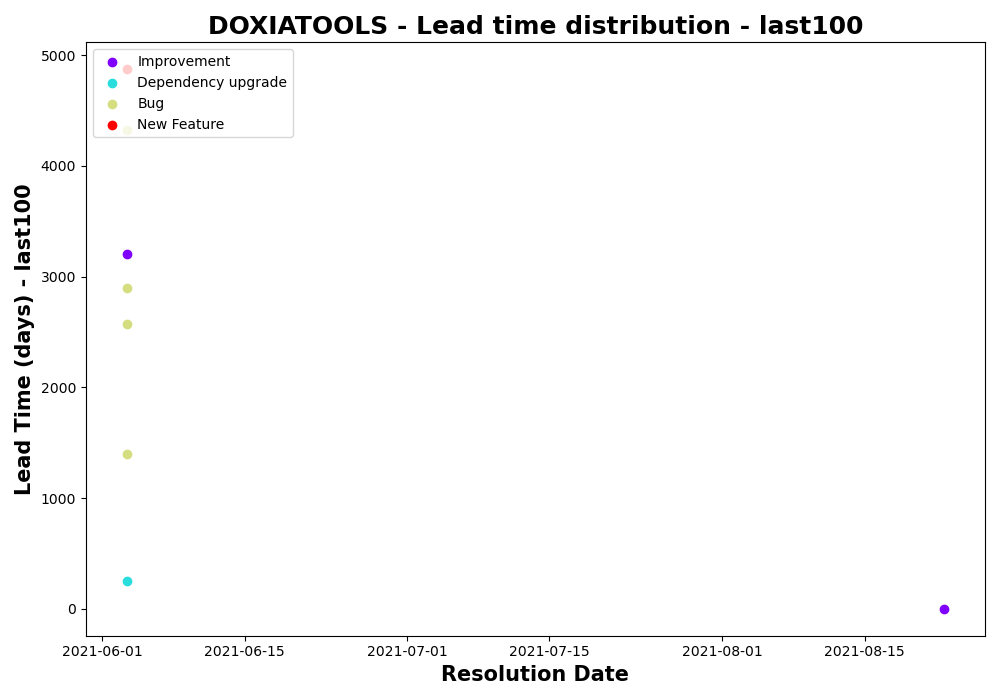 DOXIATOOLS - Lead time distribution - last100
Lead Time (days) - last100
5000
4000
3000
2000
1000
0
Improvement
Dependency upgrade
Bug
New Feature
2021-06-01
2021-06-15
2021-07-01
2021-07-15
2021-08-01
2021-08-15
Resolution Date